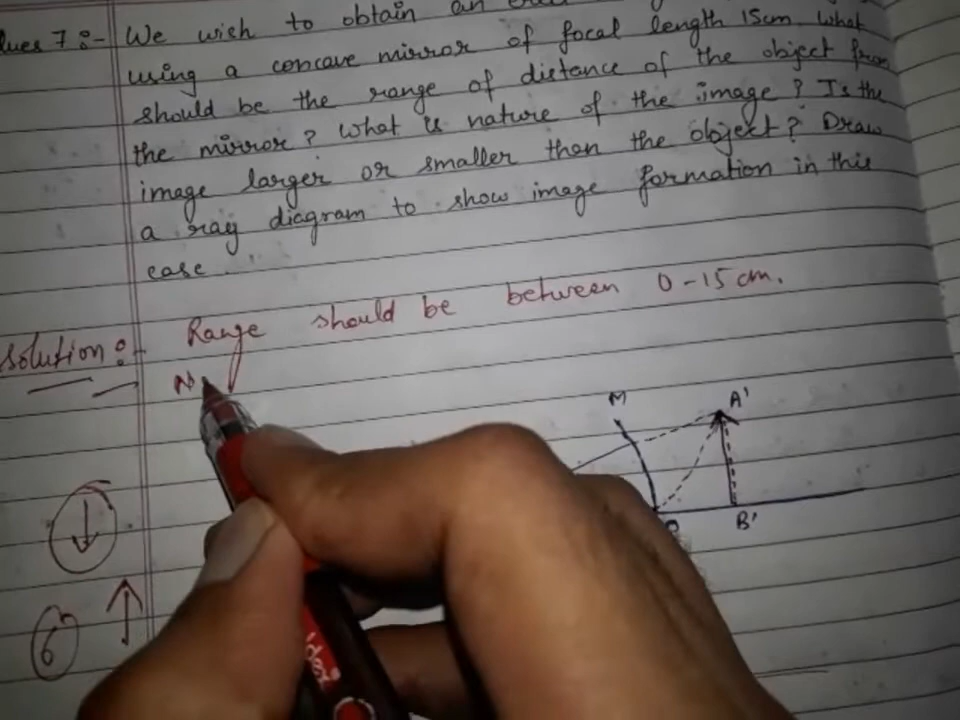 Ques 7 :- We wish to obtain an
using a concave mirror of focal length 15cm what
should be the range of distance of the object from
the mirror? What is nature of the image? Is the
image larger or smaller than the object? Draw
a ray diagram to show image formation in this
case.
Solution :- Range should be between 0-15 cm.
N
M
A'
B'
6